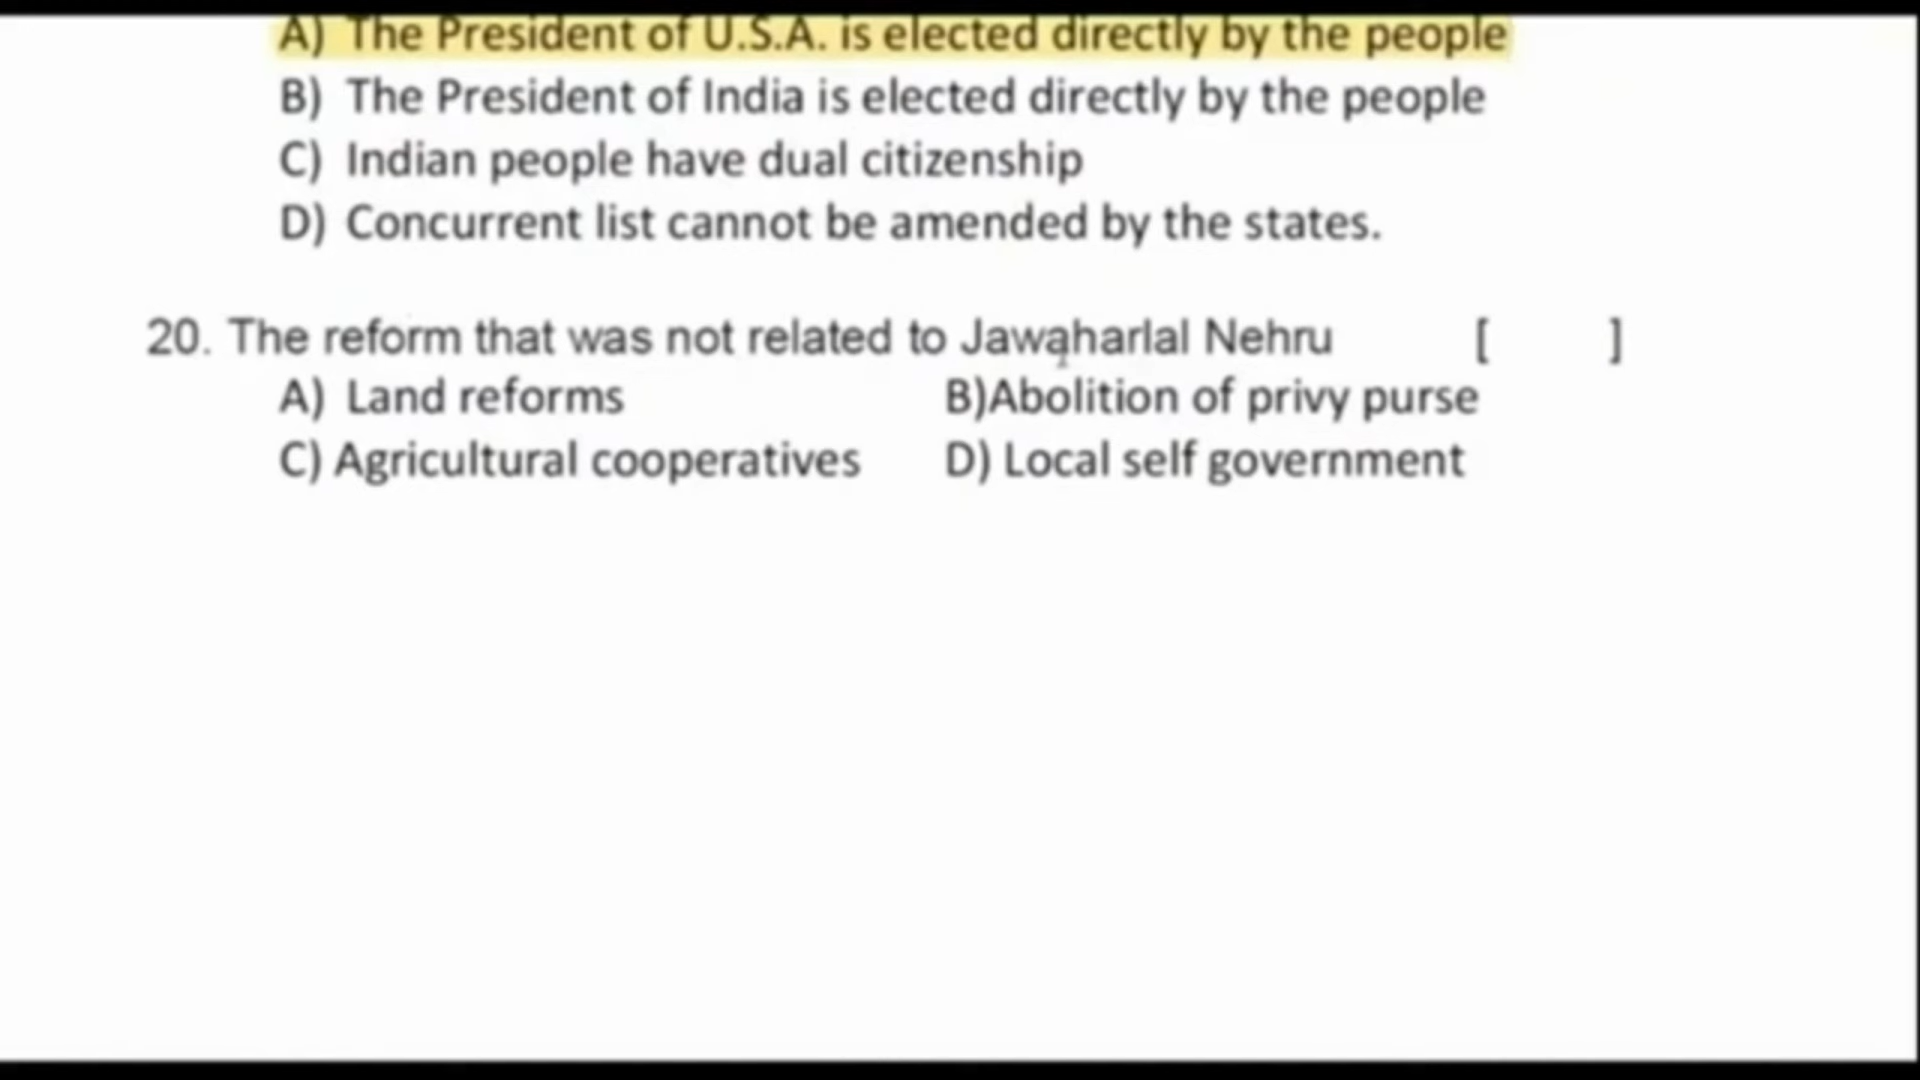 A) The President of U.S.A. is elected directly by the people
B) The President of India is elected directly by the people
C) Indian people have dual citizenship
D) Concurrent list cannot be amended by the states.
20. The reform that was not related to Jawaharlal Nehru [ ]
A) Land reforms B)Abolition of privy purse
C) Agricultural cooperatives D) Local self government